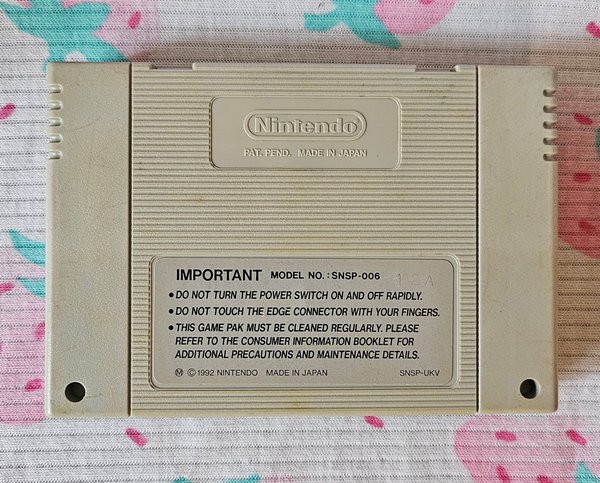 Nintendo
PAT. PEND. MADE IN JAPAN
IMPORTANT MODEL NO.: SNSP-006
• DO NOT TURN THE POWER SWITCH ON AND OFF RAPIDLY.
• DO NOT TOUCH THE EDGE CONNECTOR WITH YOUR FINGERS.
• THIS GAME PAK MUST BE CLEANED REGULARLY. PLEASE
REFER TO THE CONSUMER INFORMATION BOOKLET FOR
ADDITIONAL PRECAUTIONS AND MAINTENANCE DETAILS.
Ⓜ ©1992 NINTENDO MADE IN JAPAN SNSP-UKV